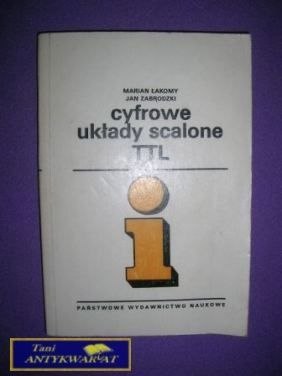 MARIAN ŁAKOMY
JAN ZABRODZKI
cyfrowe
układy scalone
TTL
i
PAŃSTWOWE WYDAWNICTWO NAUKOWE
Tani
ANTYKWARIAT